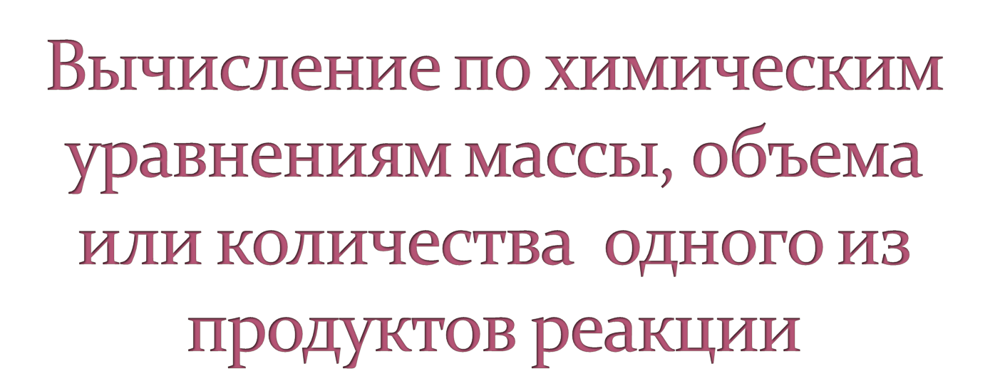 Вычисление по химическим
уравнениям массы, объема
или количества одного из
продуктов реакции